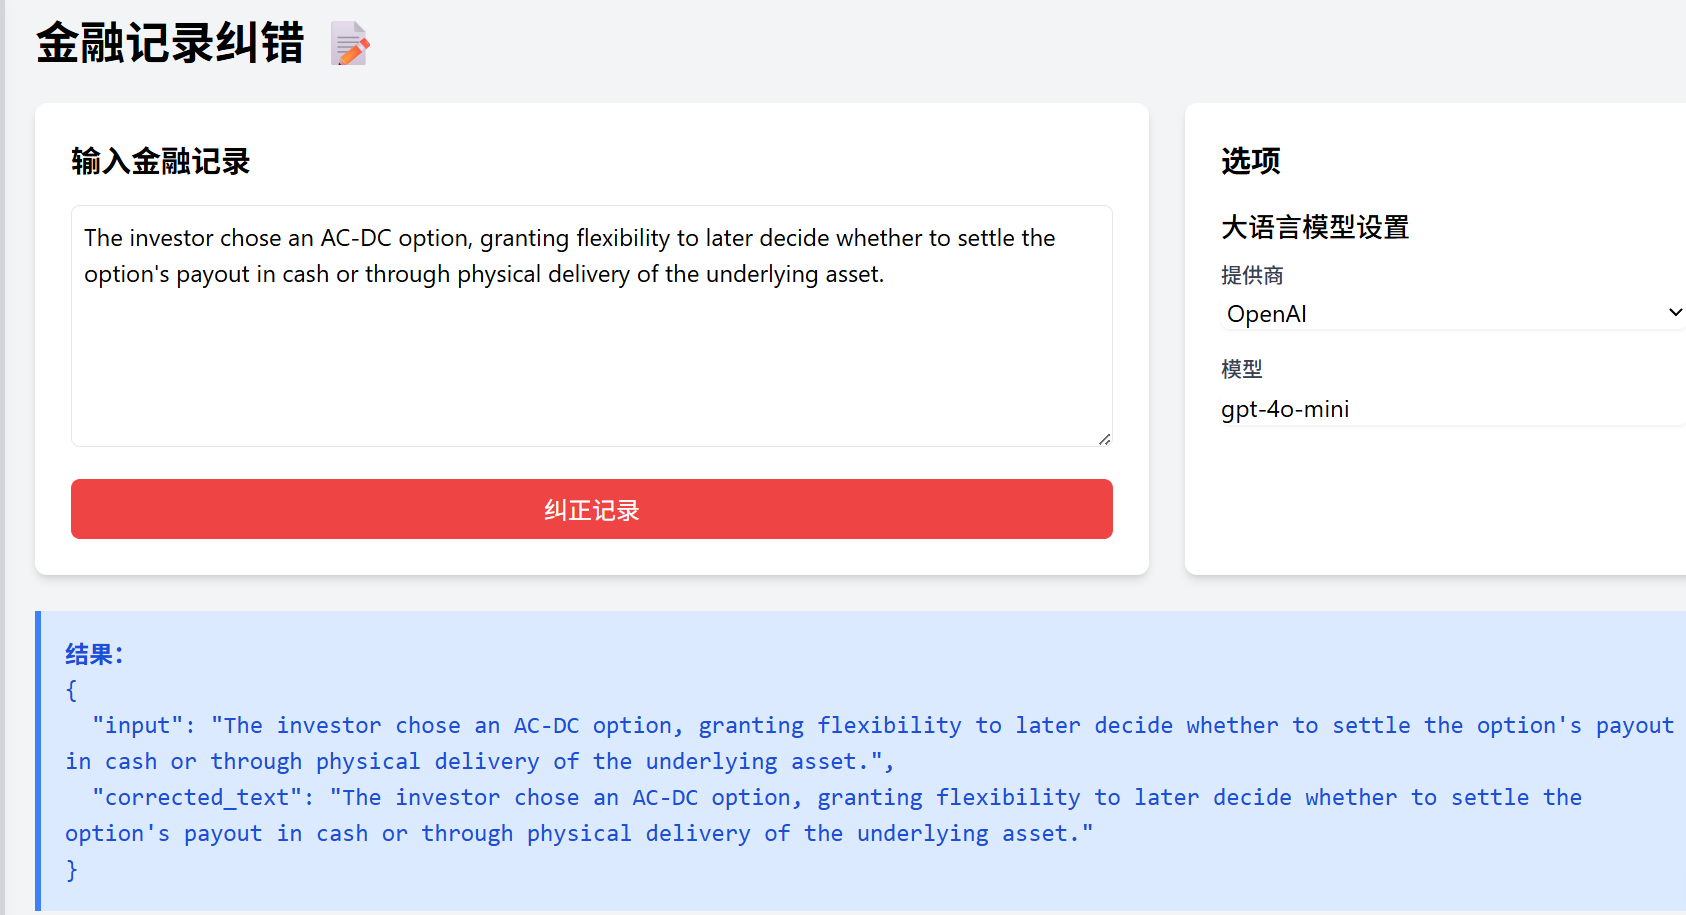 金融记录纠错
输入金融记录
The investor chose an AC-DC option, granting flexibility to later decide whether to settle the
option's payout in cash or through physical delivery of the underlying asset.
纠正记录
选项
大语言模型设置
提供商
OpenAI
模型
gpt-4o-mini
结果：
{
  "input": "The investor chose an AC-DC option, granting flexibility to later decide whether to settle the option's payout
in cash or through physical delivery of the underlying asset.",
  "corrected_text": "The investor chose an AC-DC option, granting flexibility to later decide whether to settle the
option's payout in cash or through physical delivery of the underlying asset."
}